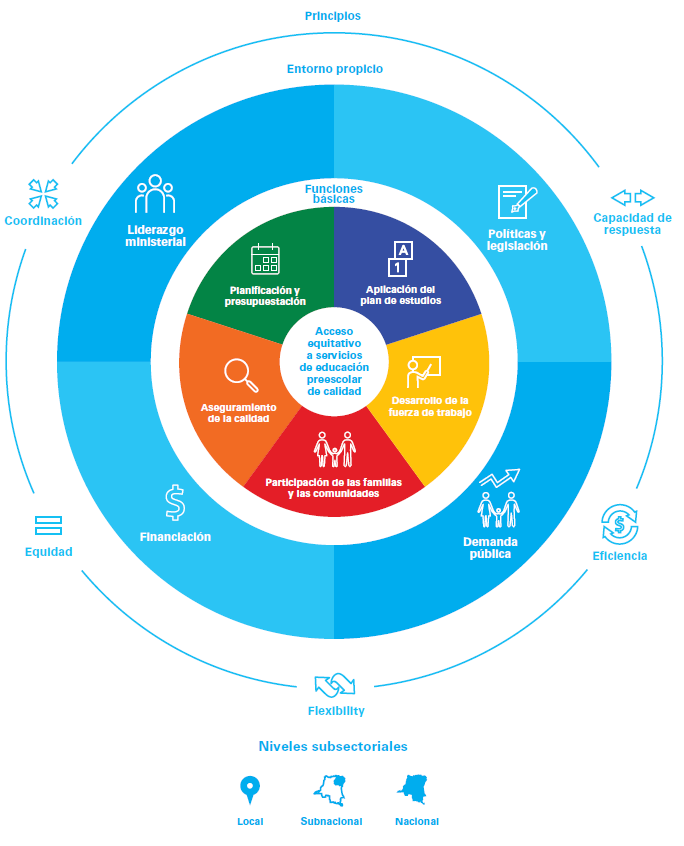 Principios
Entorno propicio
Funciones
básicas
Coordinación
Capacidad de
respuesta
Liderazgo
ministerial
Políticas y
legislación
A
1
Planificación y
presupuestación
Aplicación del
plan de estudios
Acceso
equitativo
a servicios
de educación
preescolar
de calidad
Aseguramiento
de la calidad
Desarrollo de la
fuerza de trabajo
Participación de las familias
y las comunidades
$
Financiación
Demanda
pública
Equidad
$
Eficiencia
Flexibility
Niveles subsectoriales
Local
Subnacional
Nacional